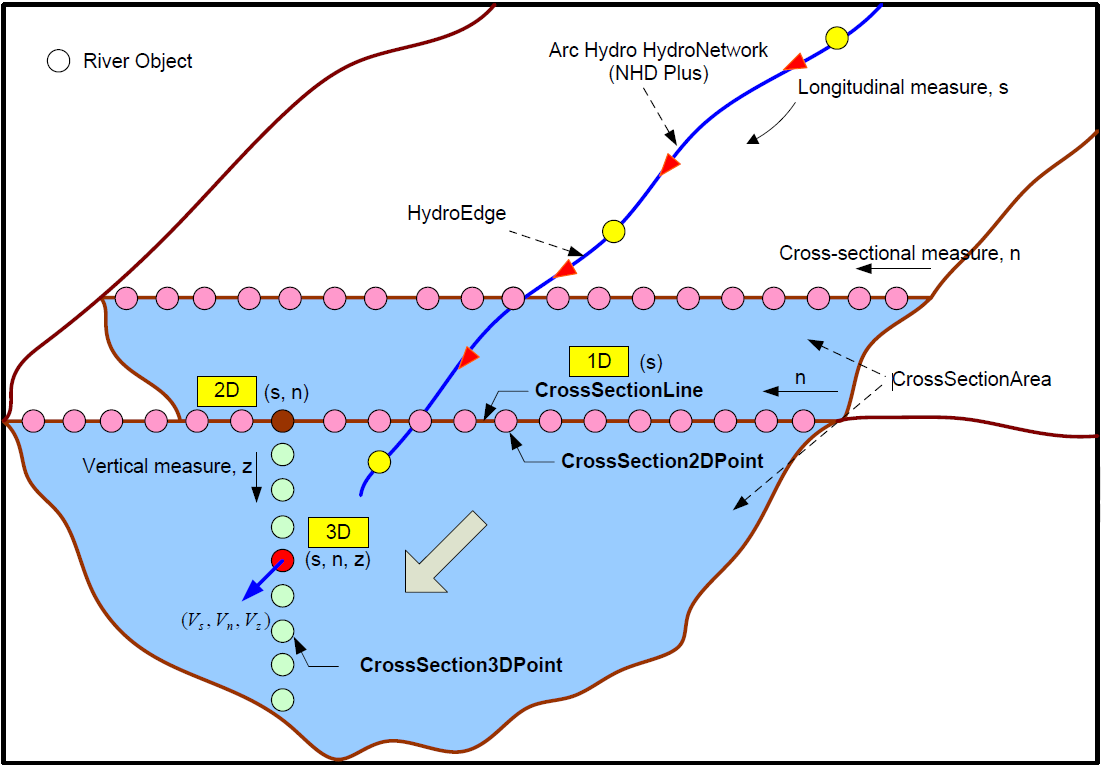 River Object
Arc Hydro HydroNetwork
(NHD Plus)
Longitudinal measure, s
HydroEdge
Cross-sectional measure, n
1D (s)
2D (s, n)
CrossSectionLine
n
CrossSectionArea
CrossSection2DPoint
Vertical measure, z
3D
(s, n, z)
(Vs, Vn, Vz)
CrossSection3DPoint